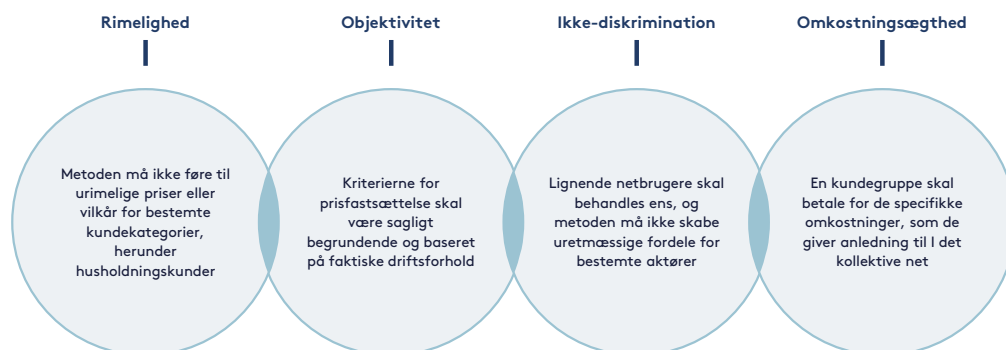 Rimelighed
Objektivitet
Ikke-diskrimination
Omkostningsægthed
Metoden må ikke føre til
urimelige priser eller
vilkår for bestemte
kundekategorier,
herunder
husholdningskunder
Kriterierne for
prisfastsættelse skal
være sagligt
begrundende og baseret
på faktiske driftsforhold
Lignende netbrugere skal
behandles ens, og
metoden må ikke skabe
uretmæssige fordele for
bestemte aktører
En kundegruppe skal
betale for de specifikke
omkostninger, som de
giver anledning til I det
kollektive net